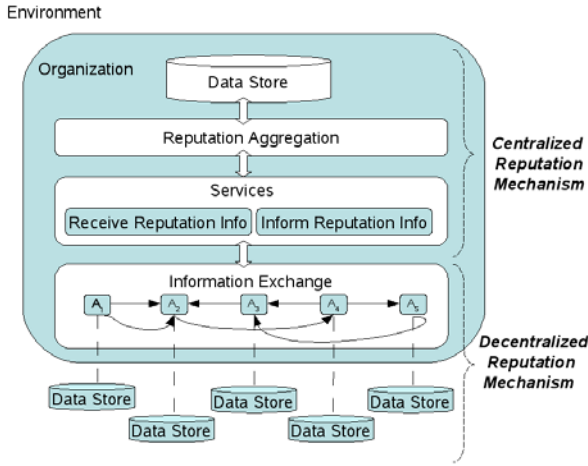 Environment
Organization
Data Store
Reputation Aggregation
Services
Receive Reputation Info
Inform Reputation Info
Centralized
Reputation
Mechanism
Information Exchange
A1
A2
A3
A4
A5
Decentralized
Reputation
Mechanism
Data Store
Data Store
Data Store
Data Store
Data Store